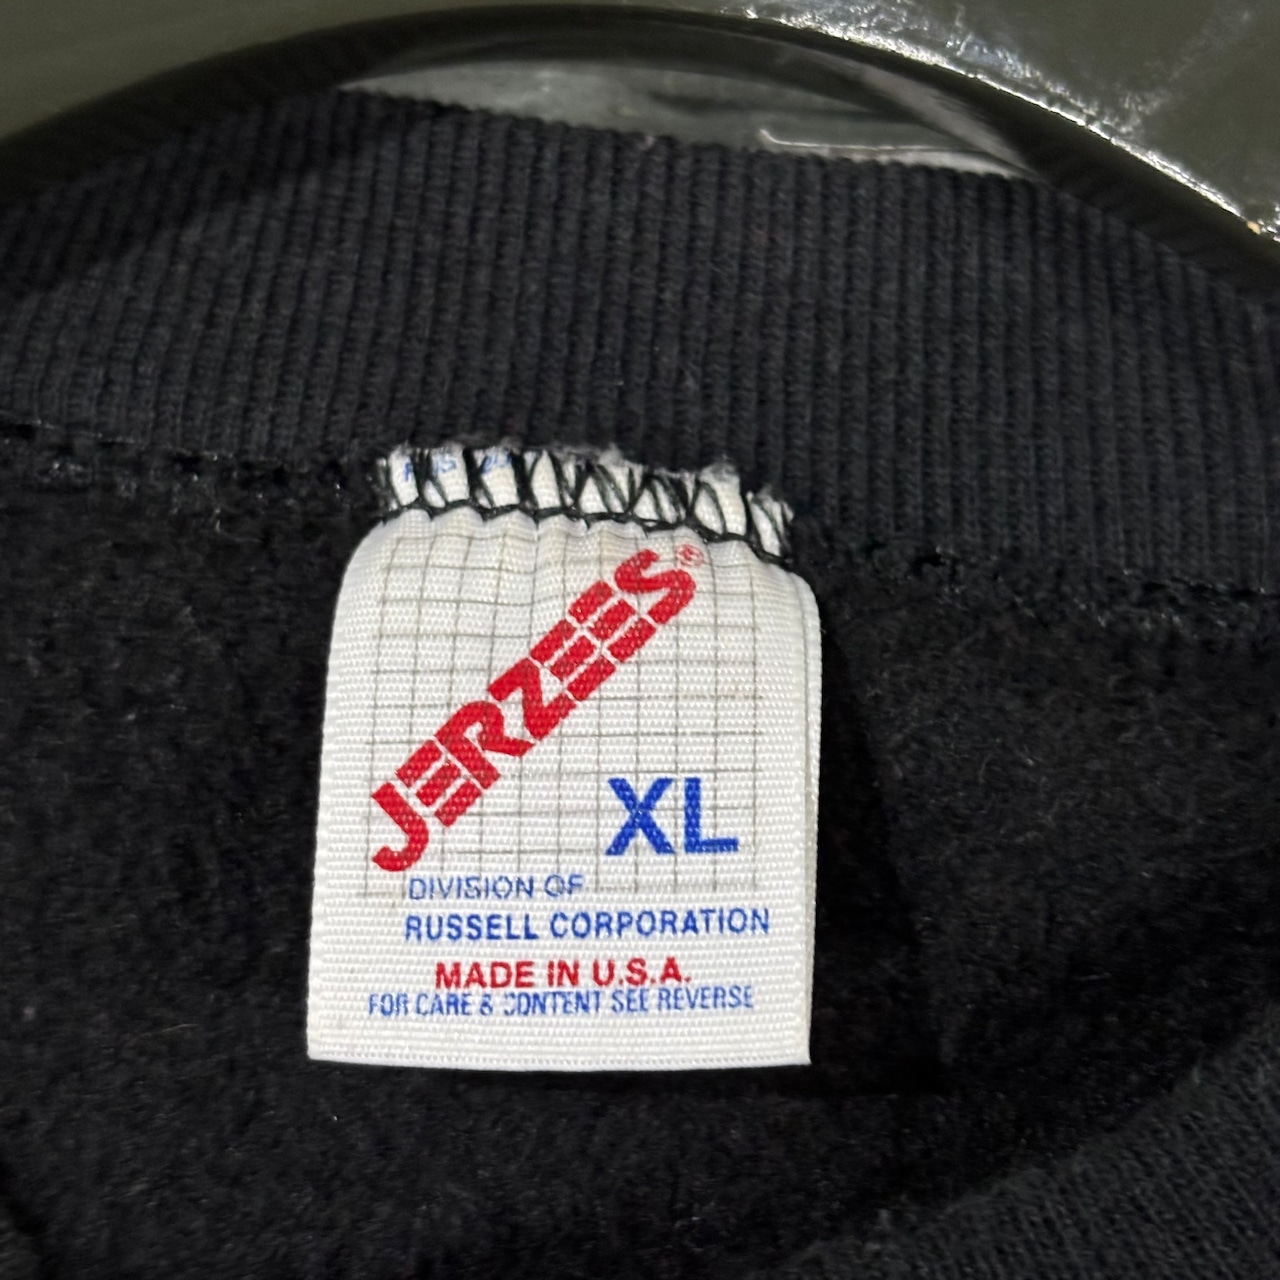 JERZEES®
XL
DIVISION OF
RUSSELL CORPORATION
MADE IN U.S.A.
FOR CARE & CONTENT SEE REVERSE